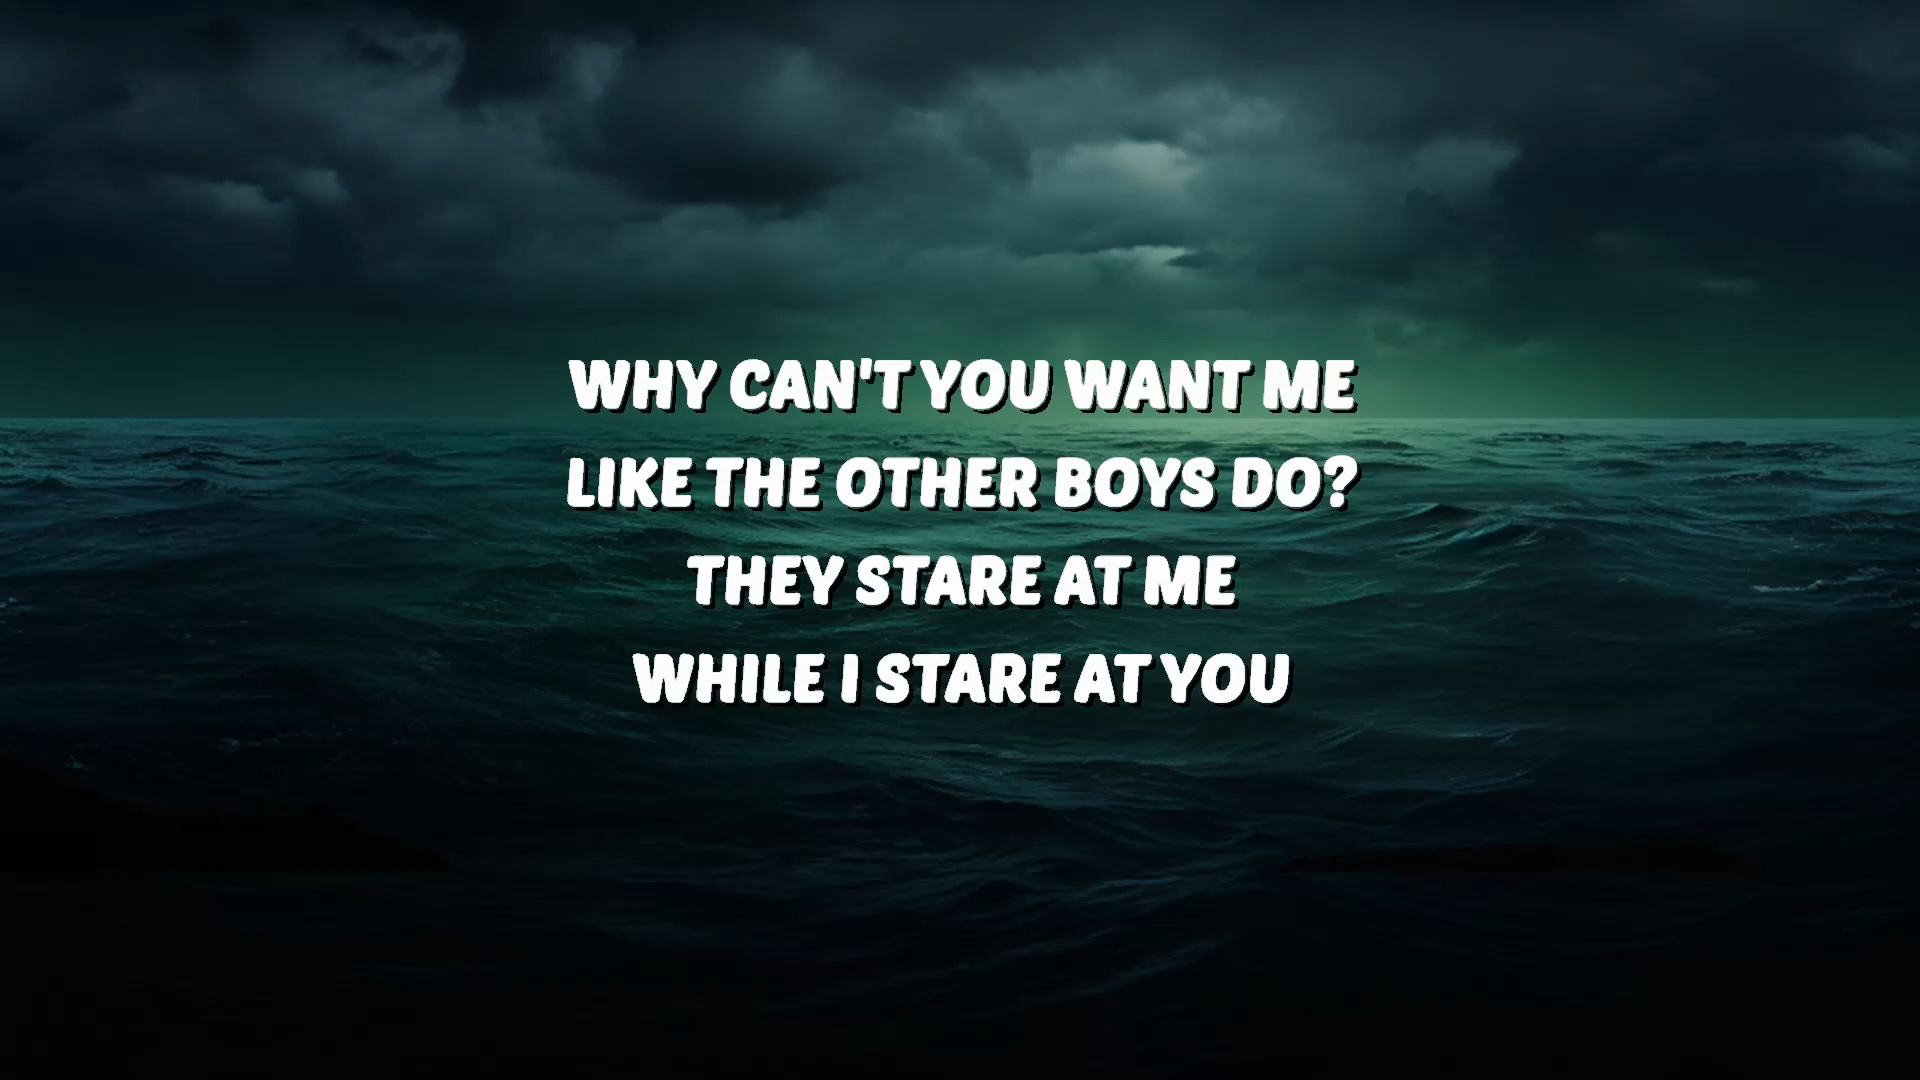 WHY CAN'T YOU WANT ME
LIKE THE OTHER BOYS DO?
THEY STARE AT ME
WHILE I STARE AT YOU